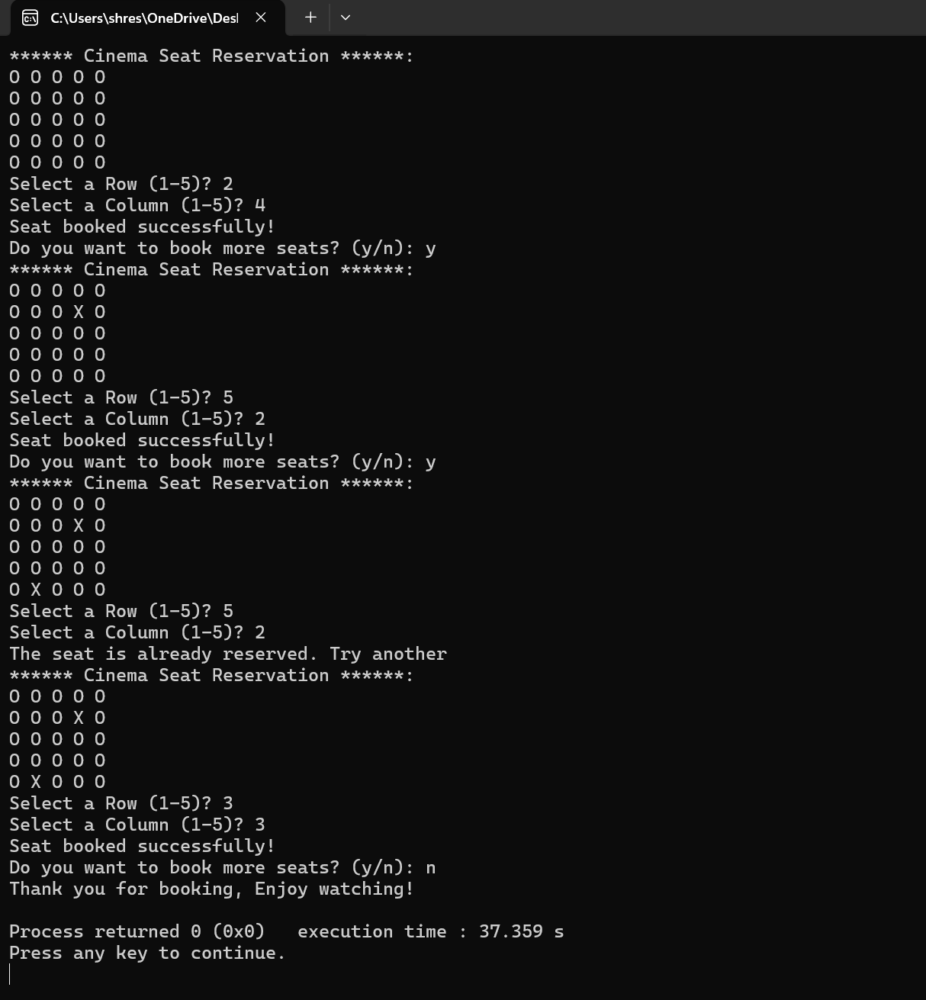 C:\Users\shres\OneDrive\Des
****** Cinema Seat Reservation ******:
O O O O O
O O O O O
O O O O O
O O O O O
O O O O O
Select a Row (1-5)? 2
Select a Column (1-5)? 4
Seat booked successfully!
Do you want to book more seats? (y/n): y
****** Cinema Seat Reservation ******:
O O O O O
O O O X O
O O O O O
O O O O O
O O O O O
Select a Row (1-5)? 5
Select a Column (1-5)? 2
Seat booked successfully!
Do you want to book more seats? (y/n): y
****** Cinema Seat Reservation ******:
O O O O O
O O O X O
O O O O O
O O O O O
O X O O O
Select a Row (1-5)? 5
Select a Column (1-5)? 2
The seat is already reserved. Try another
****** Cinema Seat Reservation ******:
O O O O O
O O O X O
O O O O O
O O O O O
O X O O O
Select a Row (1-5)? 3
Select a Column (1-5)? 3
Seat booked successfully!
Do you want to book more seats? (y/n): n
Thank you for booking, Enjoy watching!
Process returned 0 (0x0)   execution time : 37.359 s
Press any key to continue.